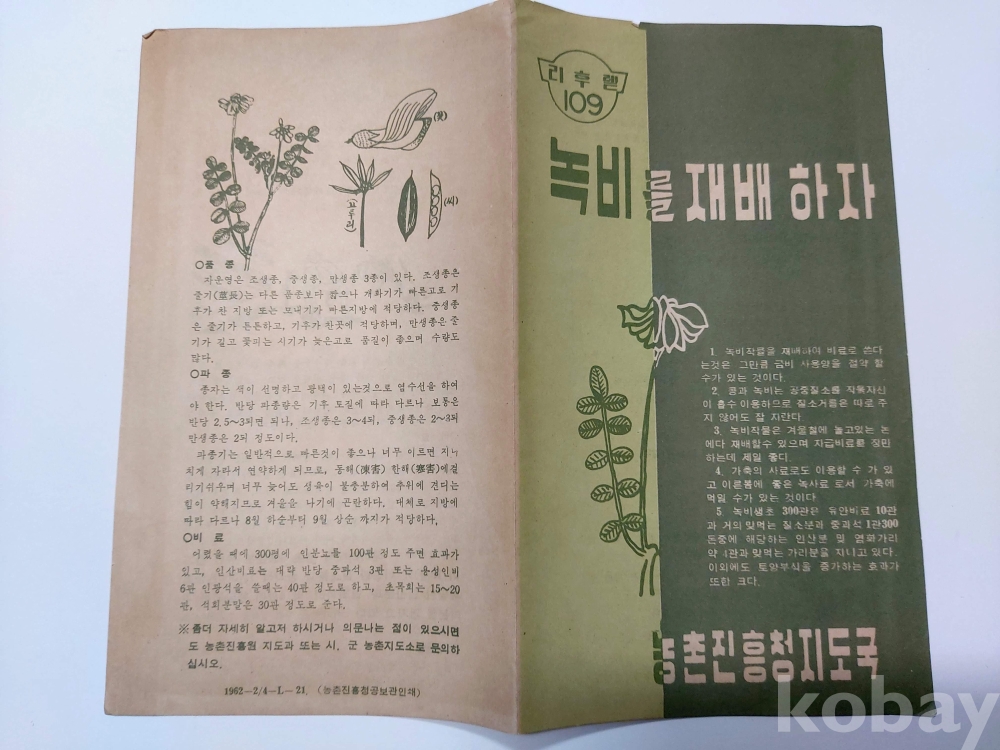 (花)
(꼬투리)
(씨)
○품 종
자운영은 조생종, 중생종, 만생종 3종이 있다. 조생종은
줄기(莖長)는 다른 품종보다 짧으나 개화기가 빠른고로 기
후가 찬 지방 또는 모내기가 빠른지방에 적당하다. 중생종
은 줄기가 든든하고, 기후가 찬곳에 적당하며, 만생종은 줄
기가 길고 꽃피는 시기가 늦은고로 품질이 좋으며 수량도
많다.
○파 종
종자는 색이 선명하고 광택이 있는것으로 염수선을 하여
야 한다. 반당 파종량은 기후 토질에 따라 다르나 보통은
반당 2.5~3되면 되나, 조생종은 3~4되, 중생종은 2~3되
만생종은 2되 정도이다.
파종기는 일반적으로 빠른것이 좋으나 너무 이르면 지나
치게 자라서 연약하게 되므로, 동해(凍害) 한해(寒害)에걸
리기쉬우며 너무 늦어도 생육이 불충분하여 추위에 견디는
힘이 약해지므로 겨울을 나기에 곤란하다. 대체로 지방에
따라 다르나 8월 하순부터 9월 상순 까지가 적당하다.
○비 료
어렸을 때에 300평에 인분뇨를 100관 정도 주면 효과가
있고, 인산비료는 대략 반당 중과석 3관 또는 용성인비
6관 인광석을 쓸때는 40관 정도로 하고, 초목회는 15~20
관, 석회분말은 30관 정도로 준다.
※좀더 자세히 알고저 하시거나 의문나는 점이 있으시면
도 농촌진흥원 지도과 또는 시. 군 농촌지도소로 문의하
십시오.
1962-2/4-L-21. (농촌진흥청공보관인쇄)
리후렡
109
녹비를 재배하자
1. 녹비작물을 재배하여 비료로 쓴다
는것은 그만큼 금비 사용량을 절약 할
수가 있는 것이다.
2. 콩과 녹비는 공중질소를 작물자신
이 흡수 이용하므로 질소거름은 따로 주
지 않어도 잘 자란다
3. 녹비작물은 겨울철에 놀고있는 논
에다 재배할수 있으며 자급비료를 장만
하는데 제일 좋다.
4. 가축의 사료로도 이용할 수 가 있
고 이른봄에 좋은 녹사료 로서 가축에
먹일 수가 있는 것이다.
5. 녹비생초 300관은 유안비료 10관
과 거의 맞먹는 질소분과 중과석 1관300
돈중에 해당하는 인산분 및 염화가리
약 4관과 맞먹는 가리분을 지니고 있다.
이외에도 토양부식을 증가하는 효과가
또한 크다.
농촌진흥청지도국
kobay